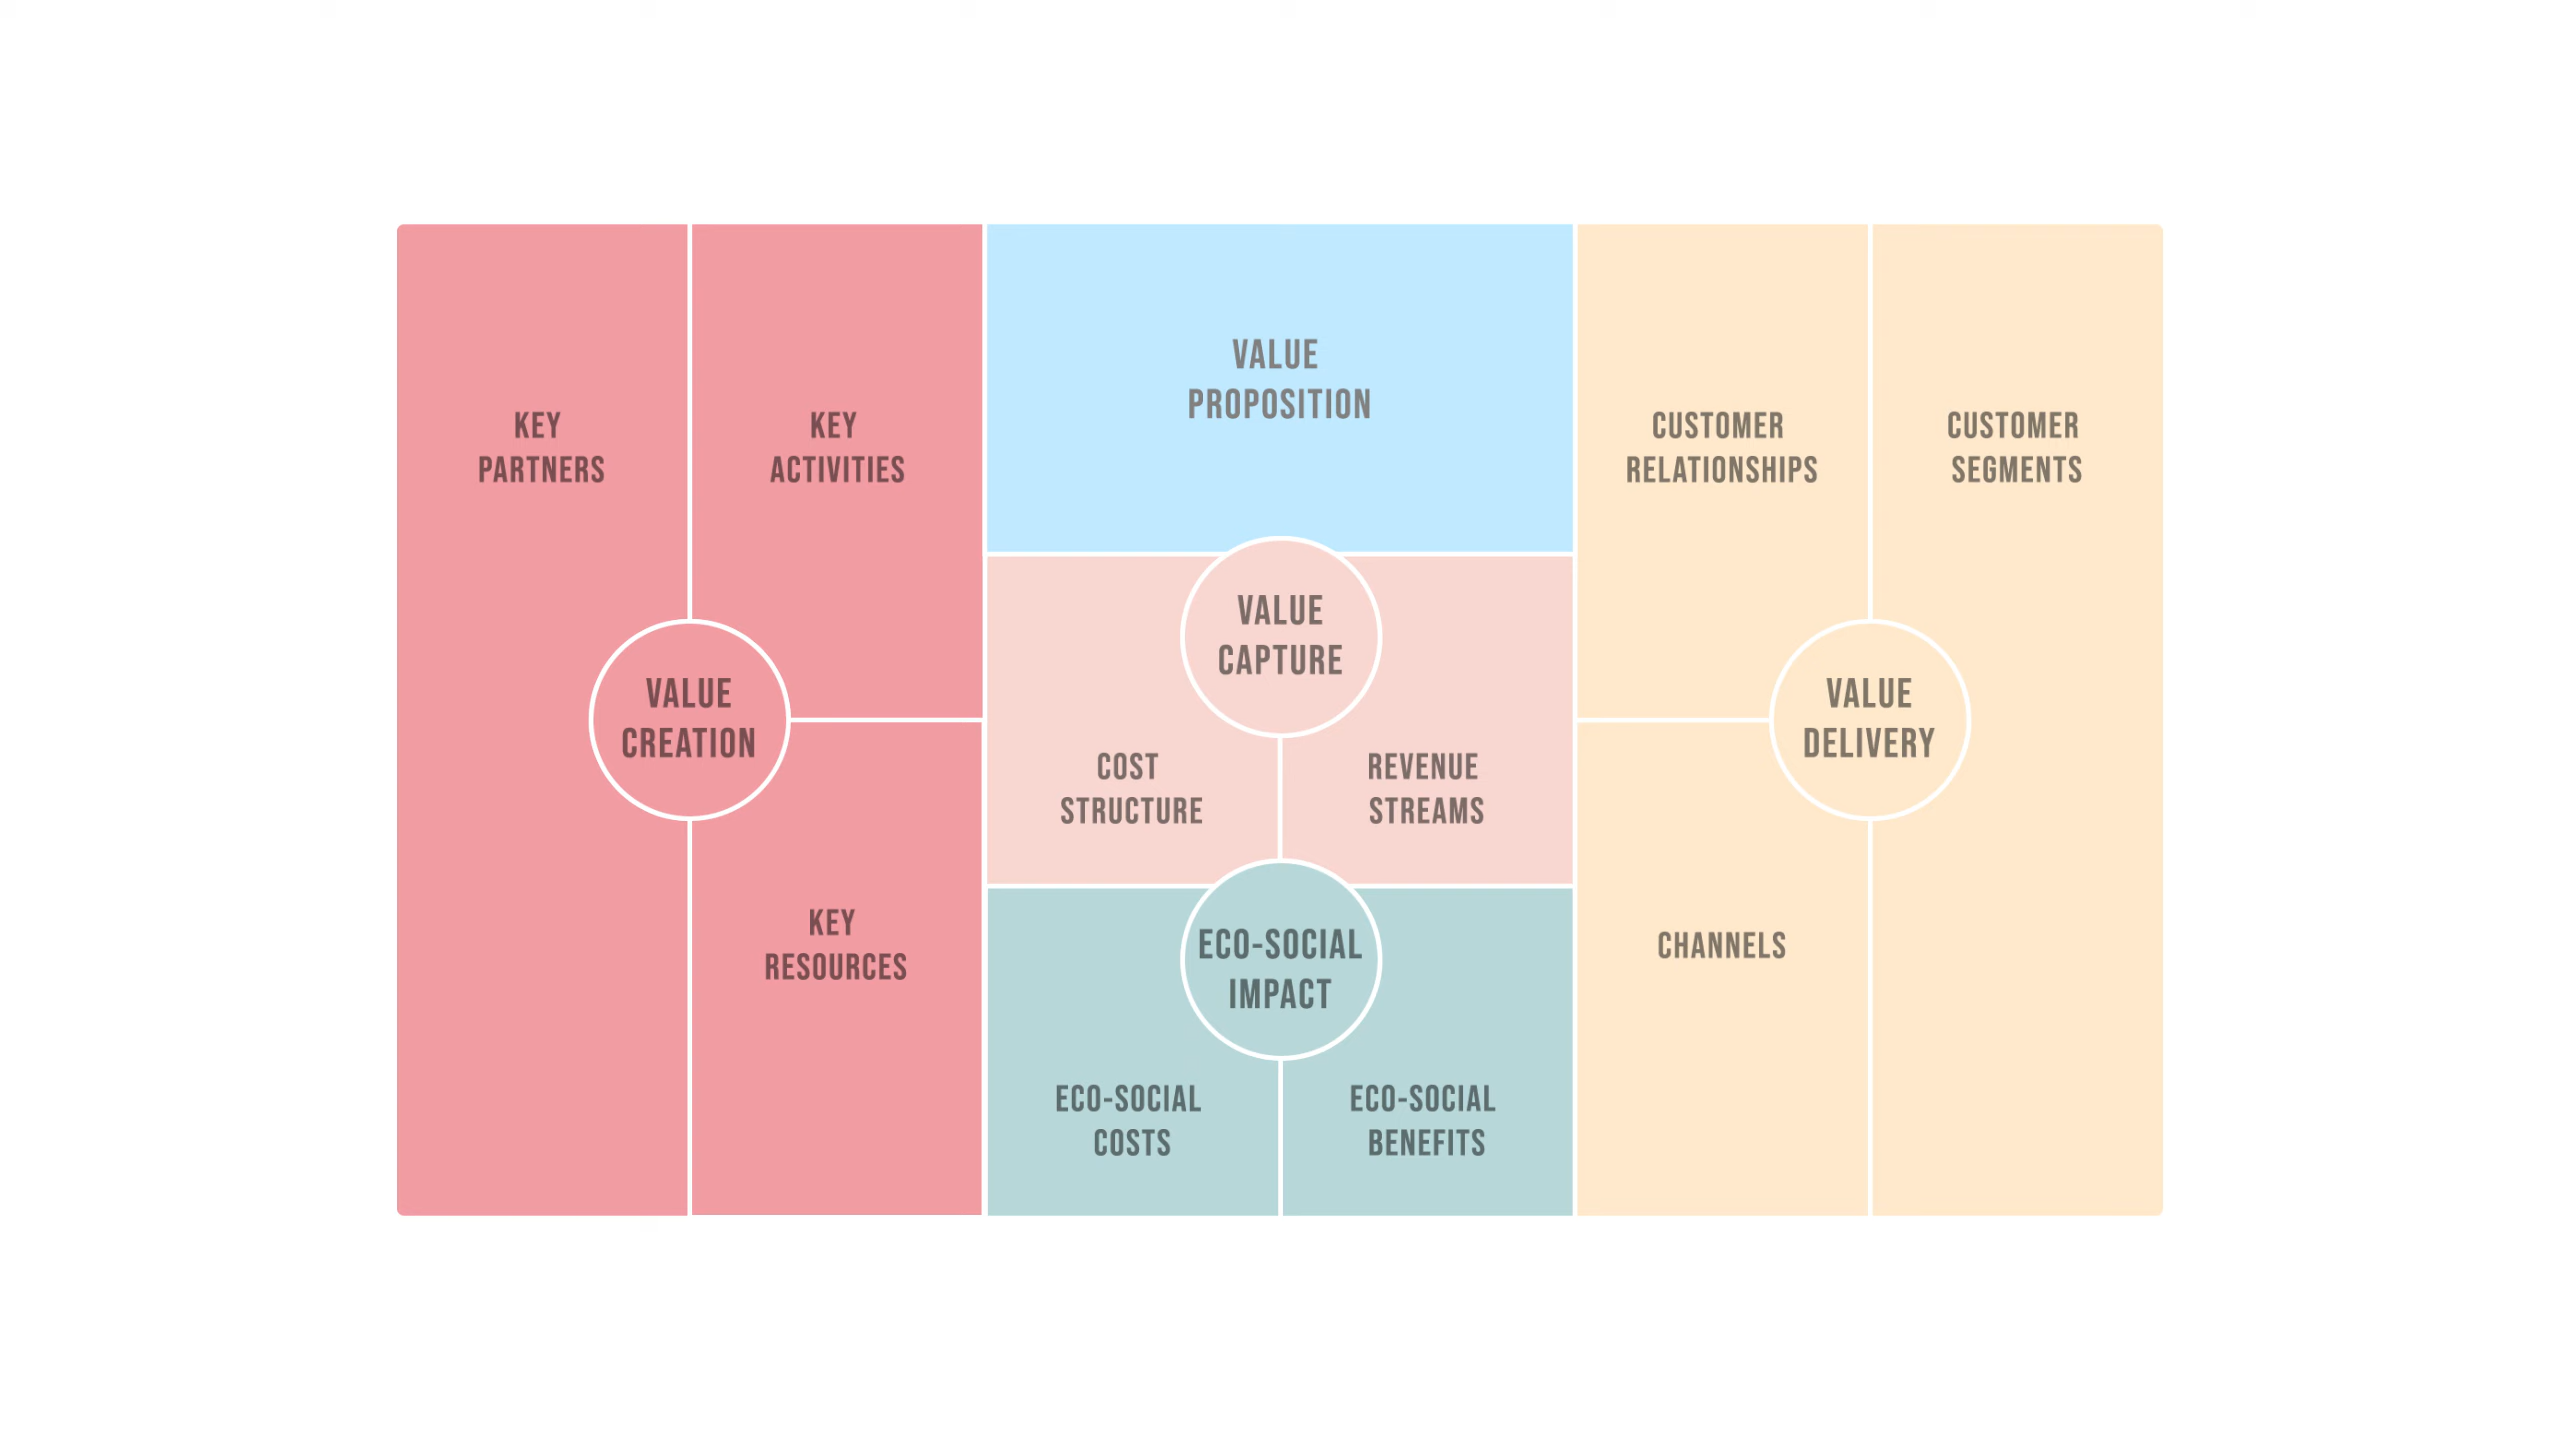 KEY
PARTNERS
KEY
ACTIVITIES
VALUE
CREATION
KEY
RESOURCES
VALUE
PROPOSITION
VALUE
CAPTURE
COST
STRUCTURE
REVENUE
STREAMS
ECO-SOCIAL
IMPACT
ECO-SOCIAL
COSTS
ECO-SOCIAL
BENEFITS
CUSTOMER
RELATIONSHIPS
CUSTOMER
SEGMENTS
VALUE
DELIVERY
CHANNELS